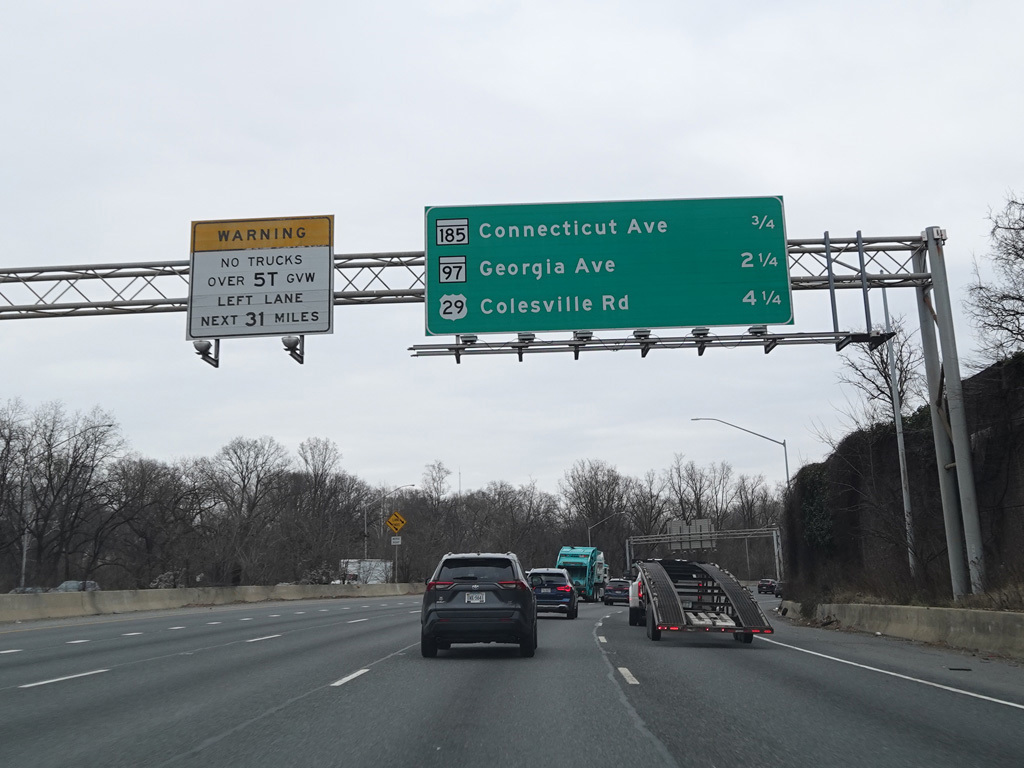 WARNING
NO TRUCKS
OVER 5T GVW
LEFT LANE
NEXT 31 MILES
185 Connecticut Ave 3/4
97 Georgia Ave 2 1/4
29 Colesville Rd 4 1/4